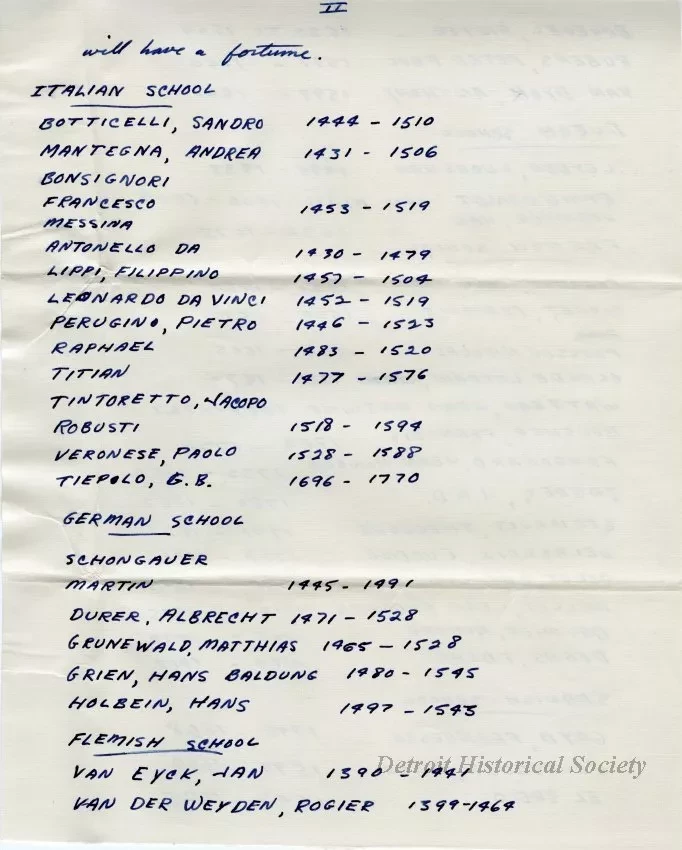 II
will have a fortune.
ITALIAN SCHOOL
BOTTICELLI, SANDRO 1444 - 1510
MANTEGNA, ANDREA 1431 - 1506
BONSIGNORI
FRANCESCO 1453 - 1519
MESSINA
ANTONELLO DA 1430 - 1479
LIPPI, FILIPPINO 1457 - 1504
LEONARDO DA VINCI 1452 - 1519
PERUGINO, PIETRO 1446 - 1523
RAPHAEL 1483 - 1520
TITIAN 1477 - 1576
TINTORETTO, JACOPO
ROBUSTI 1518 - 1594
VERONESE, PAOLO 1528 - 1588
TIEPOLO, G.B. 1696 - 1770
GERMAN SCHOOL
SCHONGAUER
MARTIN 1445 - 1491
DURER, ALBRECHT 1471 - 1528
GRUNEWALD, MATTHIAS 1465 - 1528
GRIEN, HANS BALDUNG 1480 - 1545
HOLBEIN, HANS 1497 - 1543
FLEMISH SCHOOL
VAN EYCK, JAN 1390 - 1441
Detroit Historical Society
VAN DER WEYDEN, ROGIER 1399-1464